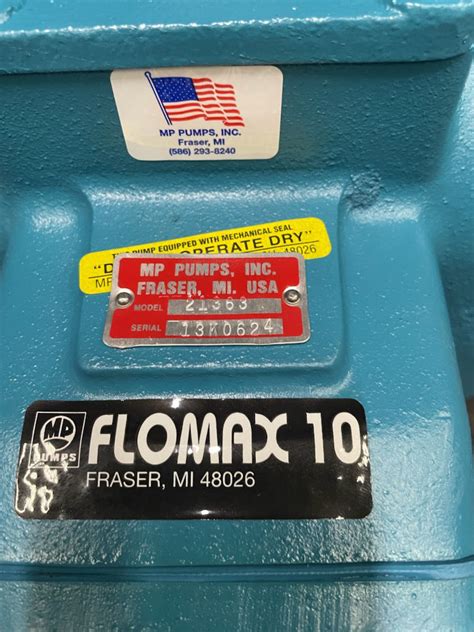 MP PUMPS, INC.
Fraser, MI
(586) 293-8240
PUMP EQUIPPED WITH MECHANICAL SEAL
OPERATE DRY"
48026
MP PUMPS, INC.
FRASER, MI. USA
MODEL 21363
SERIAL 13K0624
MP
PUMPS
FLOMAX 10
FRASER, MI 48026